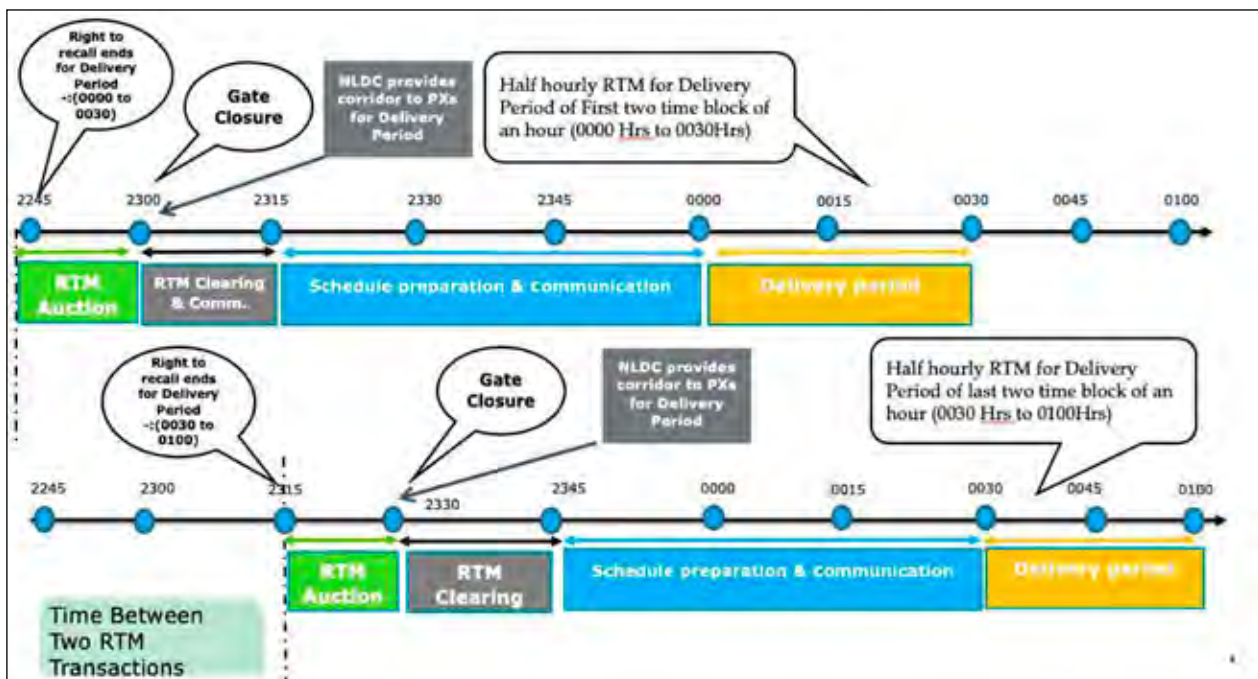 Right to
recall ends
for Delivery
Period
-:(0000 to
0030)
Gate
Closure
NLDC provides
corridor to PXs
for Delivery
Period
Half hourly RTM for Delivery
Period of First two time block of
an hour (0000 Hrs to 0030Hrs)
2245 2300 2315 2330 2345 0000 0015 0030 0045 0100
RTM
Auction
RTM Clearing
& Comm..
Schedule preparation & communication
Delivery period
Right to
recall ends
for Delivery
Period
-:(0030 to
0100)
Gate
Closure
NLDC provides
corridor to PXs
for Delivery
Period
Half hourly RTM for Delivery
Period of last two time block of an
hour (0030 Hrs to 0100Hrs)
2245 2300 2315 2330 2345 0000 0015 0030 0045 0100
RTM
Auction
RTM
Clearing
Schedule preparation & communication
Delivery period
Time Between
Two RTM
Transactions